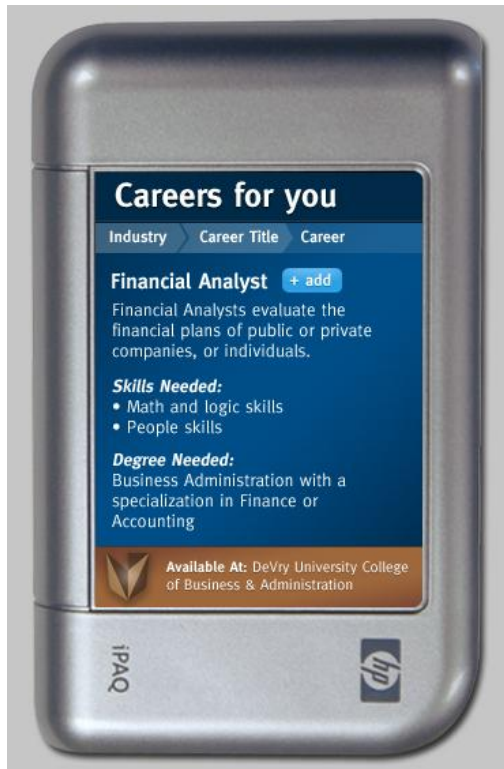 Careers for you
Industry Career Title Career
Financial Analyst + add
Financial Analysts evaluate the
financial plans of public or private
companies, or individuals.
Skills Needed:
• Math and logic skills
• People skills
Degree Needed:
Business Administration with a
specialization in Finance or
Accounting
Available At: DeVry University College
of Business & Administration
iPAQ
hp